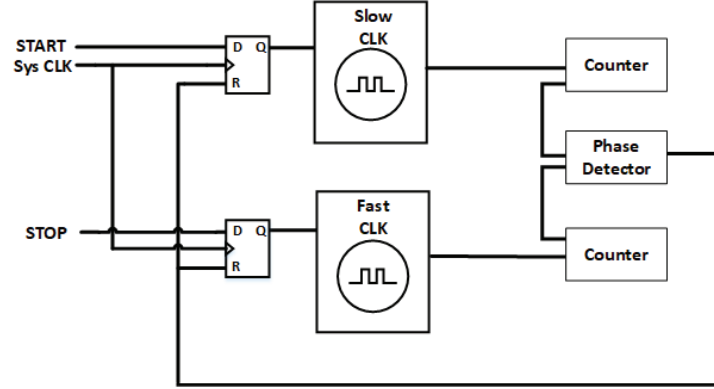 START
Sys CLK
D Q
R
Slow
CLK
Counter
Phase
Detector
STOP
D Q
R
Fast
CLK
Counter